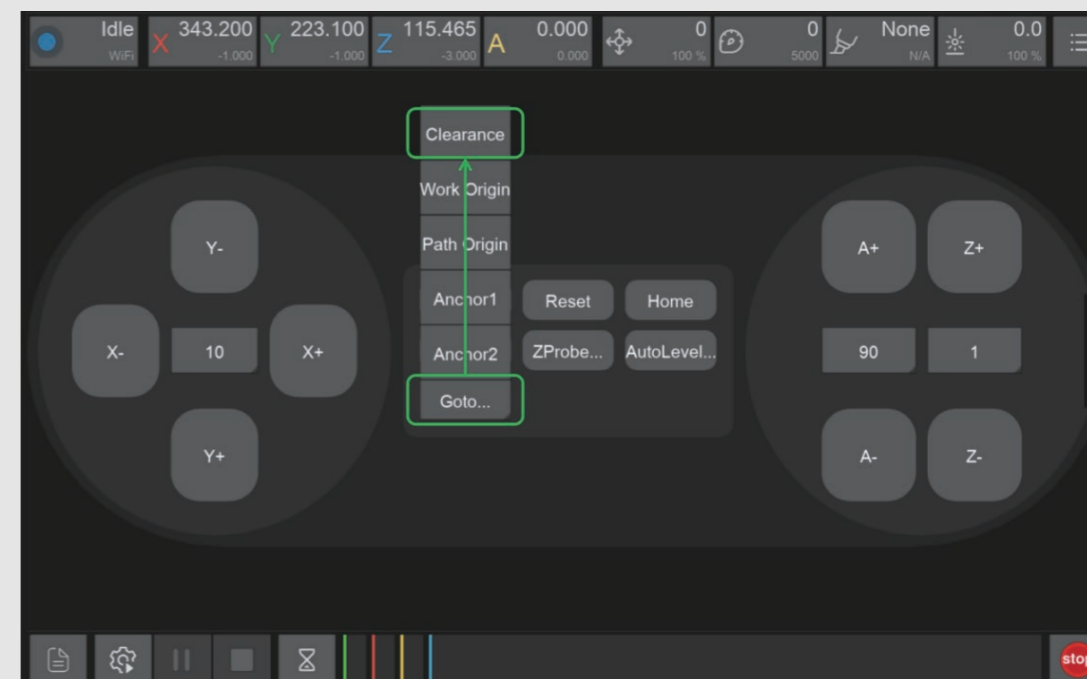 Idle
WiFi
X 343.200
-1.000
Y 223.100
-1.000
Z 115.465
-3.000
A 0.000
0.000
0
100 %
0
5000
None
N/A
0.0
100 %
Clearance
Work Origin
Path Origin
Anchor1
Anchor2
Goto...
Reset
Home
ZProbe...
AutoLevel...
Y-
X-
10
X+
Y+
A+
Z+
90
1
A-
Z-
stop